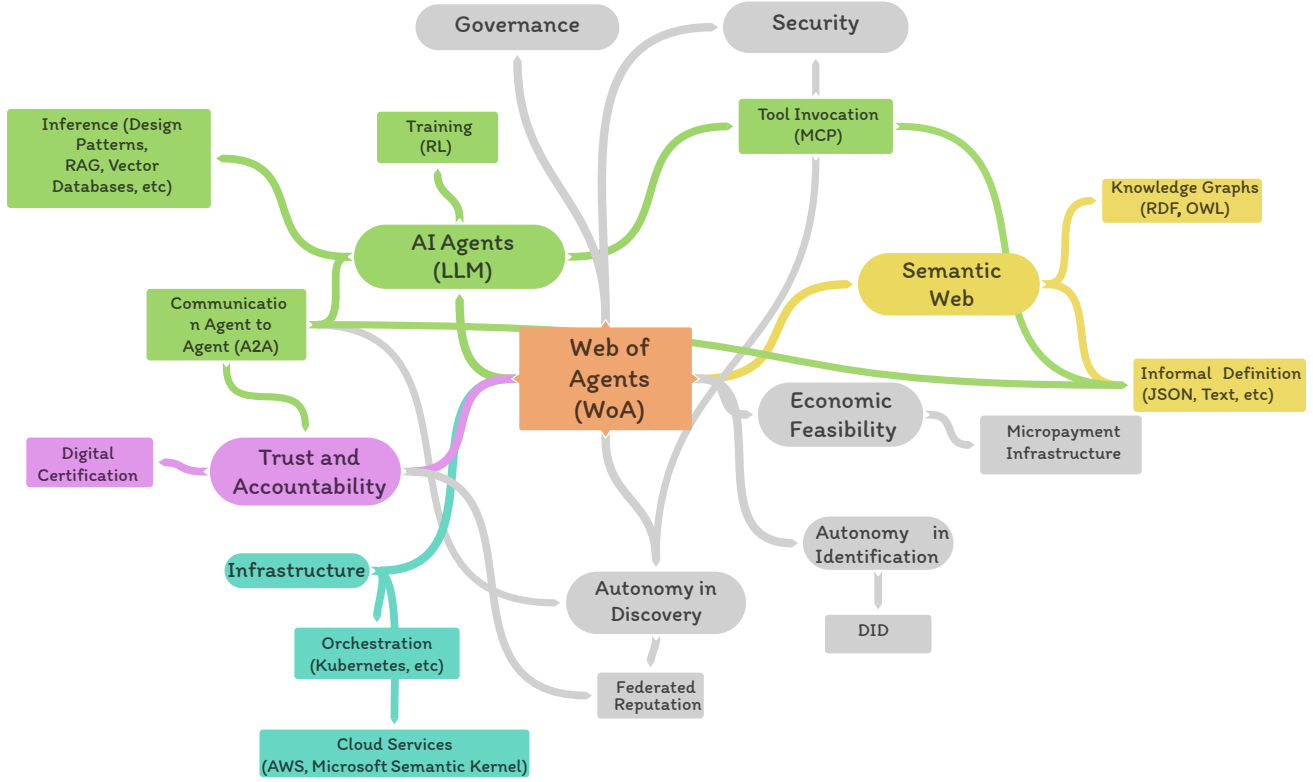 Governance
Security
Inference (Design
Patterns,
RAG, Vector
Databases, etc)
Training
(RL)
Tool Invocation
(MCP)
Knowledge Graphs
(RDF, OWL)
AI Agents
(LLM)
Semantic
Web
Communicatio
n Agent to
Agent (A2A)
Web of
Agents
(WoA)
Informal Definition
(JSON, Text, etc)
Economic
Feasibility
Micropayment
Infrastructure
Digital
Certification
Trust and
Accountability
Autonomy in
Identification
Infrastructure
Autonomy in
Discovery
DID
Orchestration
(Kubernetes, etc)
Federated
Reputation
Cloud Services
(AWS, Microsoft Semantic Kernel)